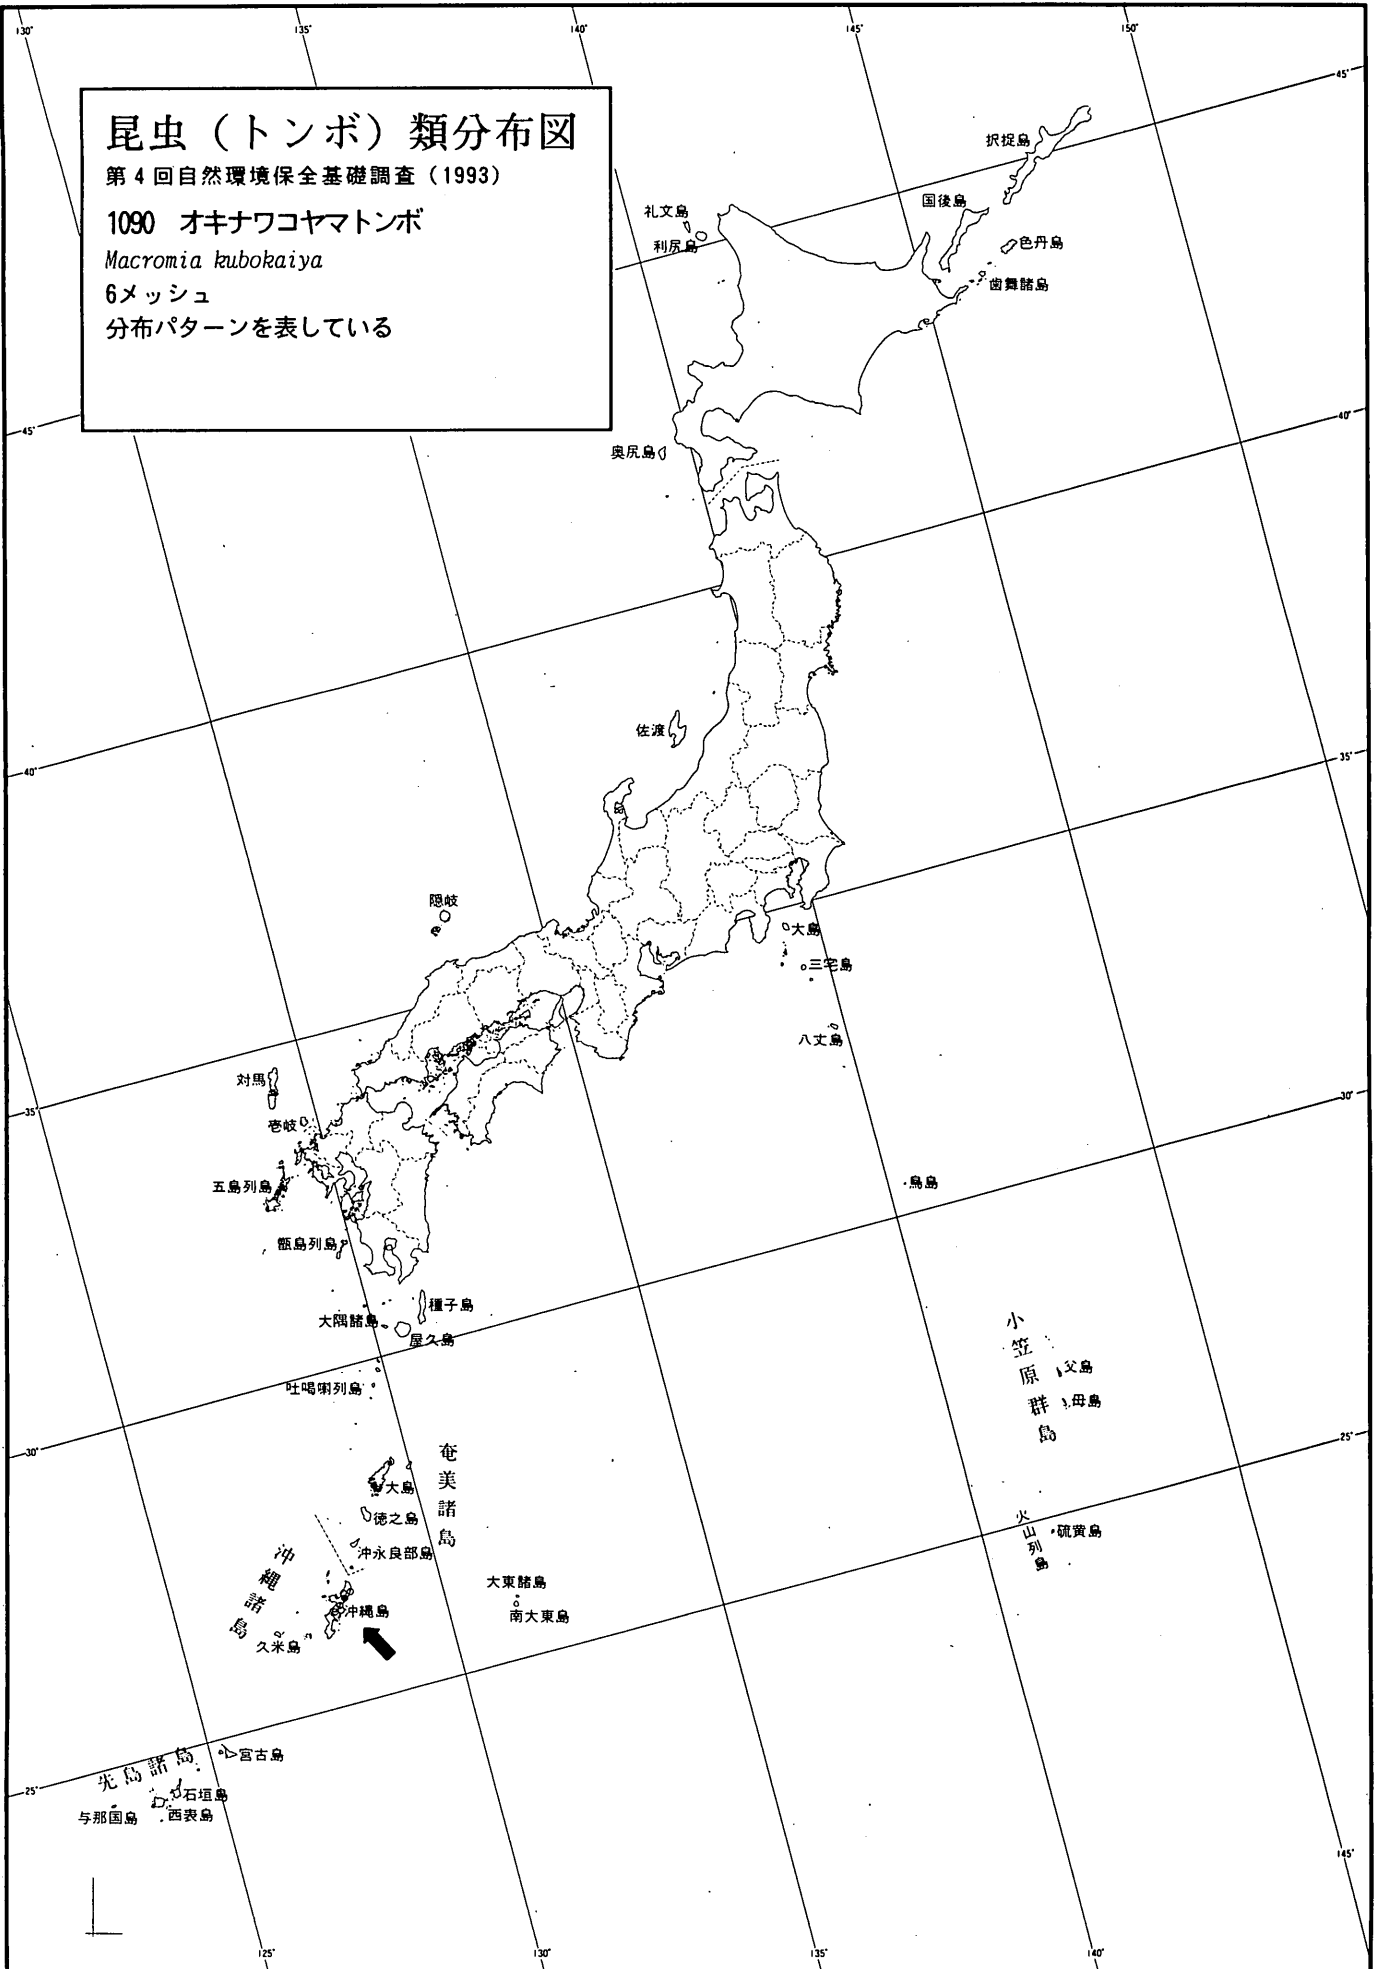 130°
135°
140°
145°
150°
45°
昆虫（トンボ）類分布図
第4回自然環境保全基礎調査（1993）
1090 オキナワコヤマトンボ
Macromia kubokaiya
6メッシュ
分布パターンを表している
択捉島
国後島
色丹島
歯舞諸島
礼文島
利尻島
奥尻島
45°
40°
佐渡
40°
35°
隠岐
大島
三宅島
八丈島
対馬
壱岐
35°
30°
五島列島
鳥島
甑島列島
種子島
大隅諸島
屋久島
吐噶喇列島
小笠原群島
父島
母島
30°
25°
奄美諸島
大島
徳之島
沖永良部島
火山列島
硫黄島
沖縄諸島
沖縄島
久米島
大東諸島
南大東島
先島諸島
宮古島
石垣島
西表島
与那国島
25°
145°
125°
130°
135°
140°